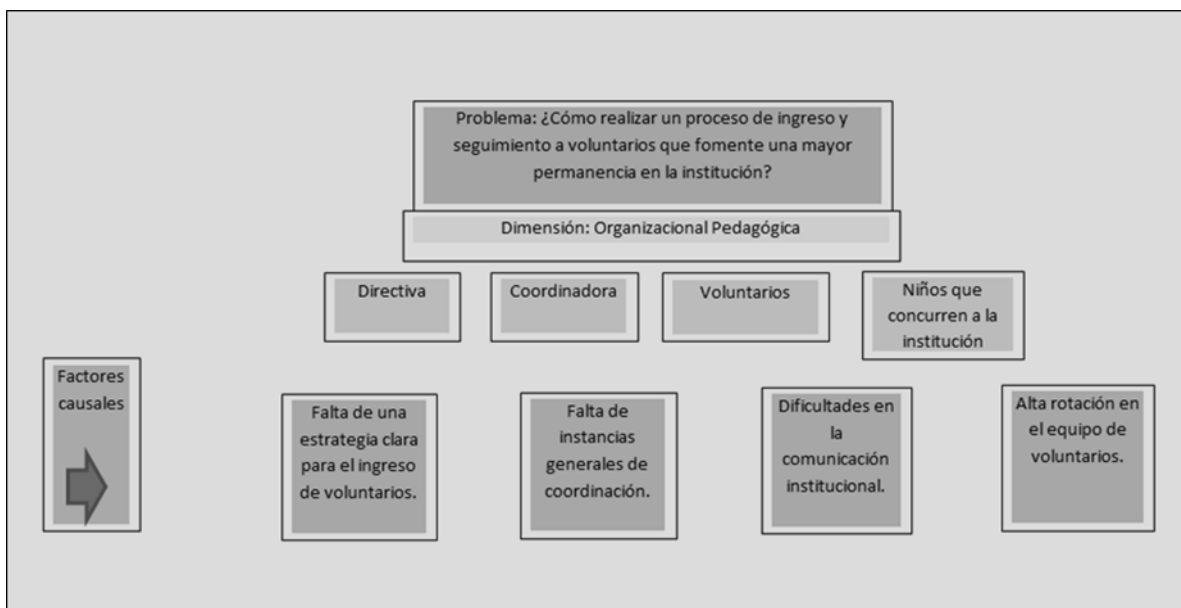 Problema: ¿Cómo realizar un proceso de ingreso y
seguimiento a voluntarios que fomente una mayor
permanencia en la institución?
Dimensión: Organizacional Pedagógica
Directiva
Coordinadora
Voluntarios
Niños que
concurren a la
institución
Factores
causales
Falta de una
estrategia clara
para el ingreso
de voluntarios.
Falta de
instancias
generales de
coordinación.
Dificultades en
la
comunicación
institucional.
Alta rotación en
el equipo de
voluntarios.